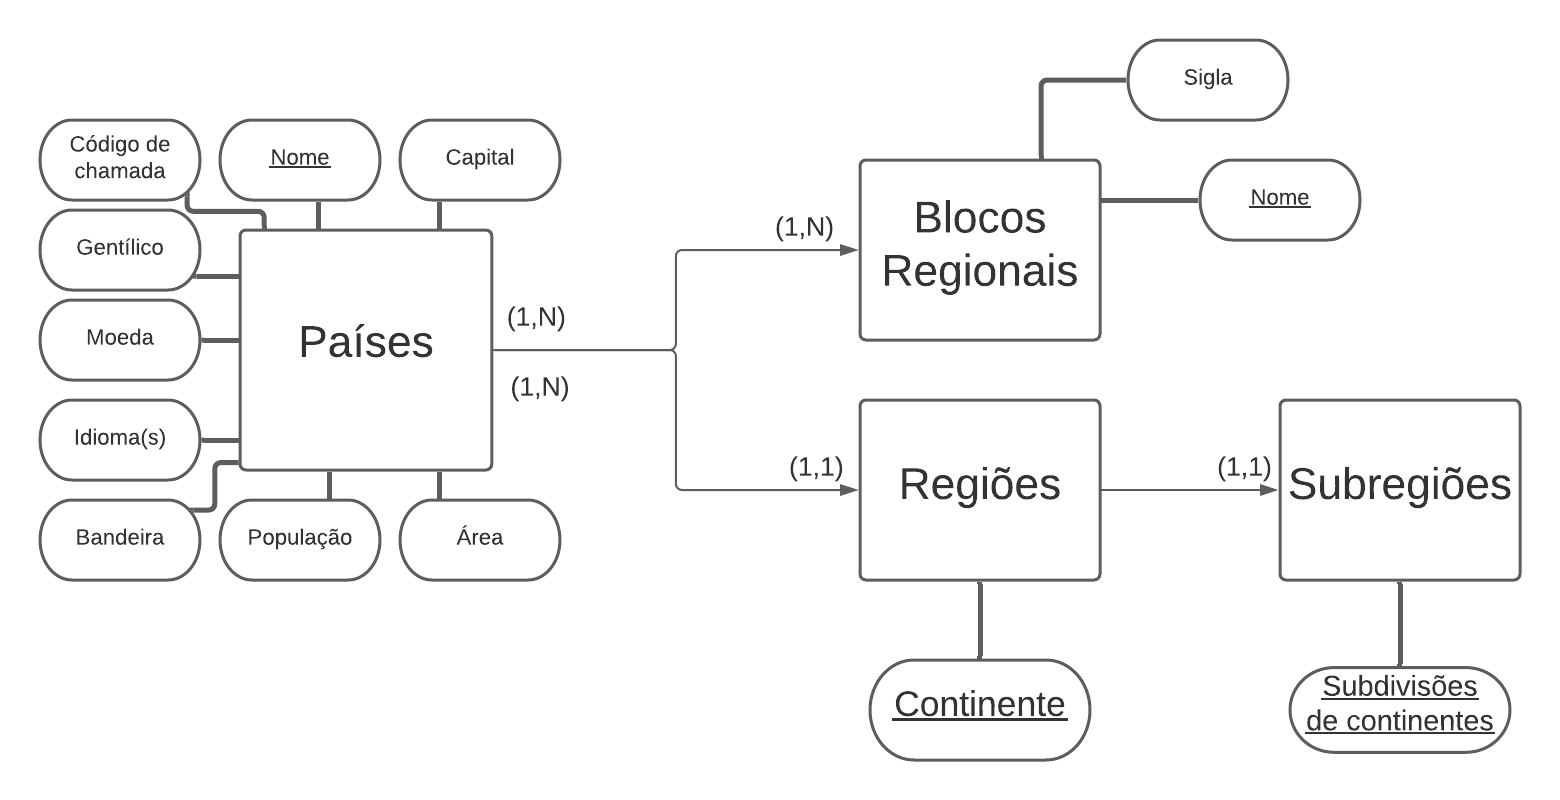 Sigla
Código de
chamada
Nome
Capital
Nome
Blocos
Regionais
(1,N)
Gentílico
(1,N)
Países
Moeda
(1,N)
Idioma(s)
(1,1)
Regiões
(1,1)
Subregiões
Bandeira
População
Área
Continente
Subdivisões
de continentes